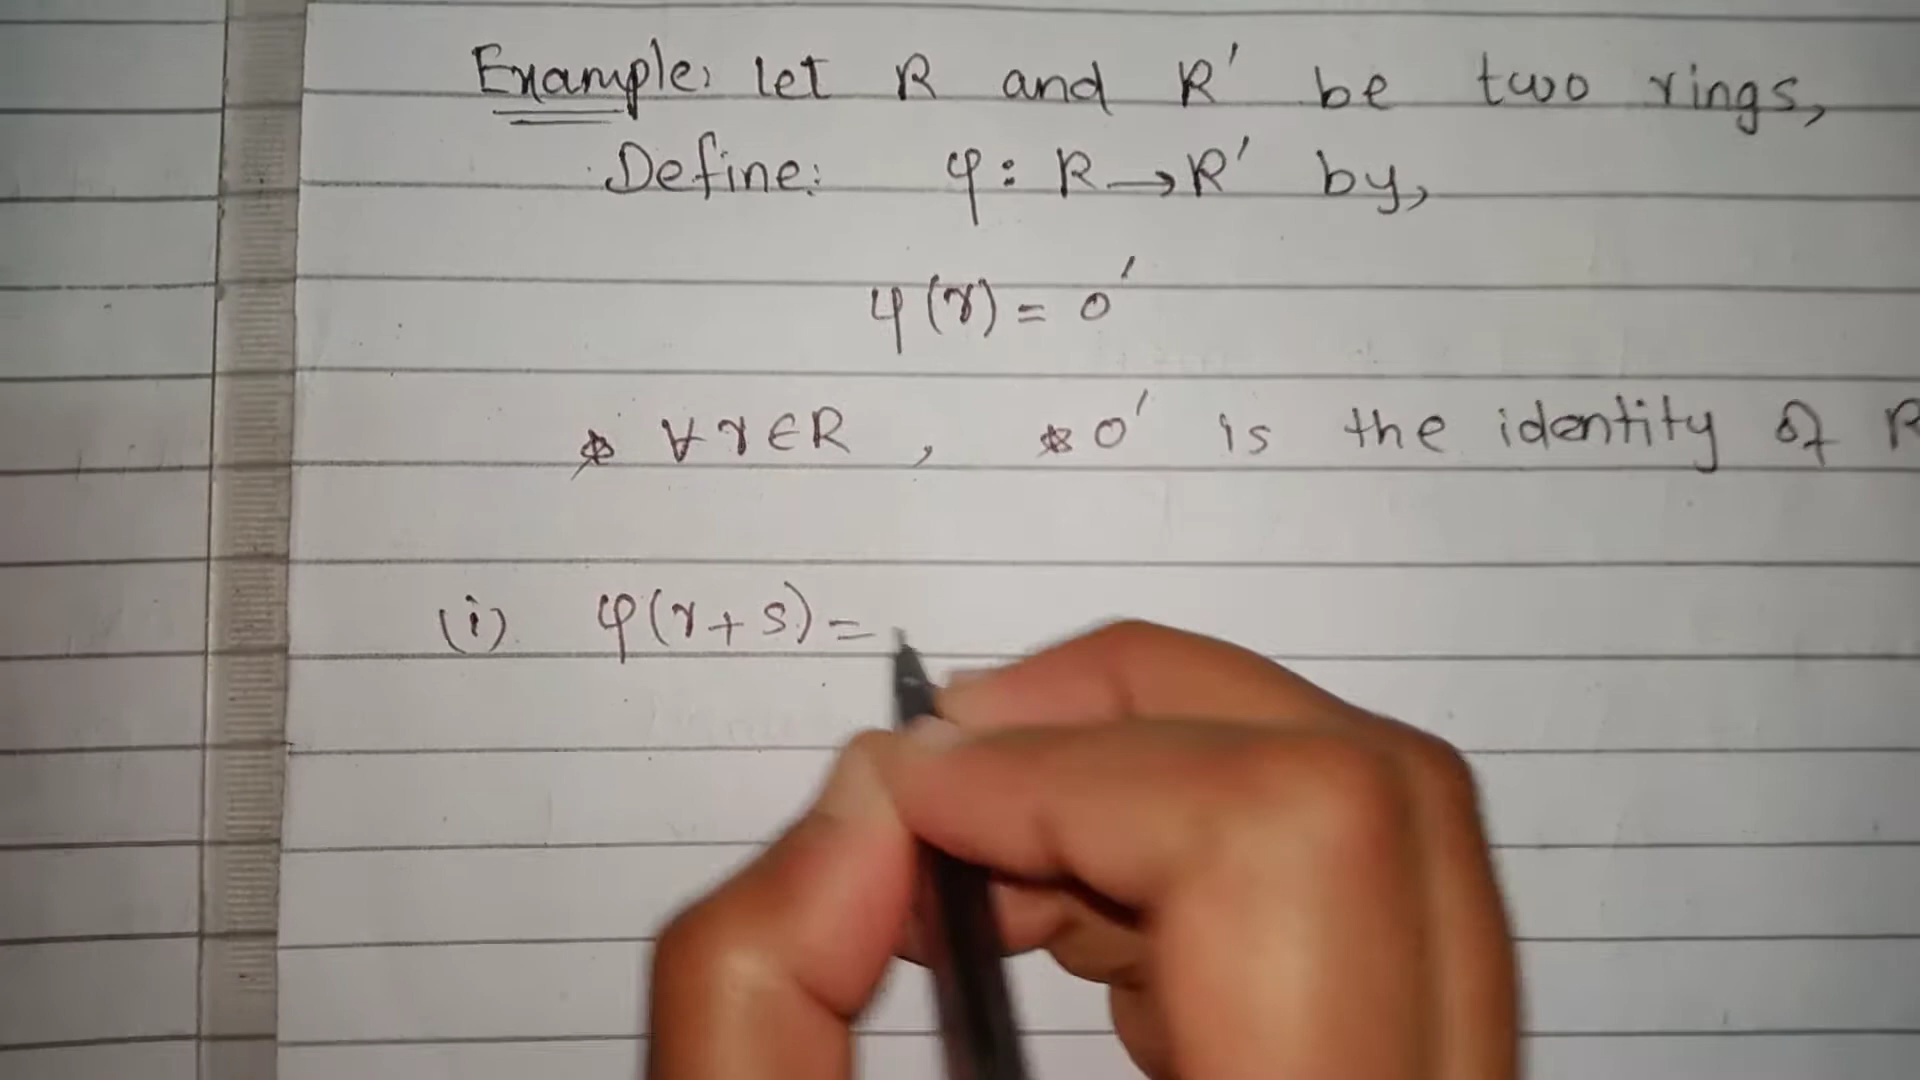 Example: let R and R' be two rings,
Define: φ: R→R' by,
φ(r) = 0'
* ∀ r∈R , * 0' is the identity of R
(i) φ(r+s) =